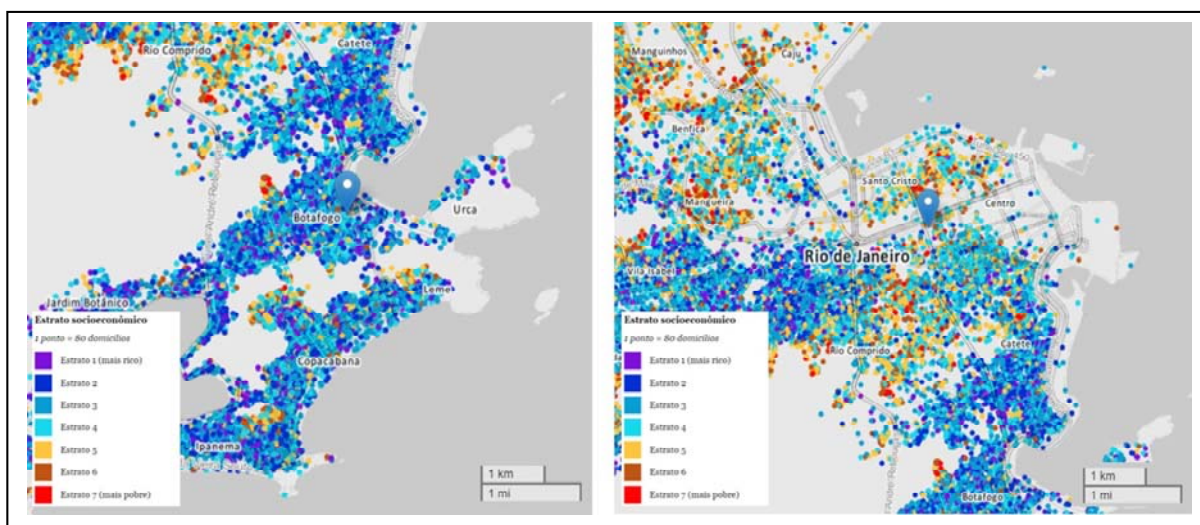 Rio Comprido
Catete
Botafogo
Urca
Jardim Botânico
Leme
Copacabana
Ipanema
Estrato socioeconômico
1 ponto = 80 domicilios
Estrato 1 (mais rico)
Estrato 2
Estrato 3
Estrato 4
Estrato 5
Estrato 6
Estrato 7 (mais pobre)
1 km
1 mi
Manguinhos
Caju
Benfica
Santo Cristo
Mangueira
Centro
Rio de Janeiro
Vila Isabel
Rio Comprido
Catete
Botafogo
Estrato socioeconômico
1 ponto = 80 domicilios
Estrato 1 (mais rico)
Estrato 2
Estrato 3
Estrato 4
Estrato 5
Estrato 6
Estrato 7 (mais pobre)
1 km
1 mi